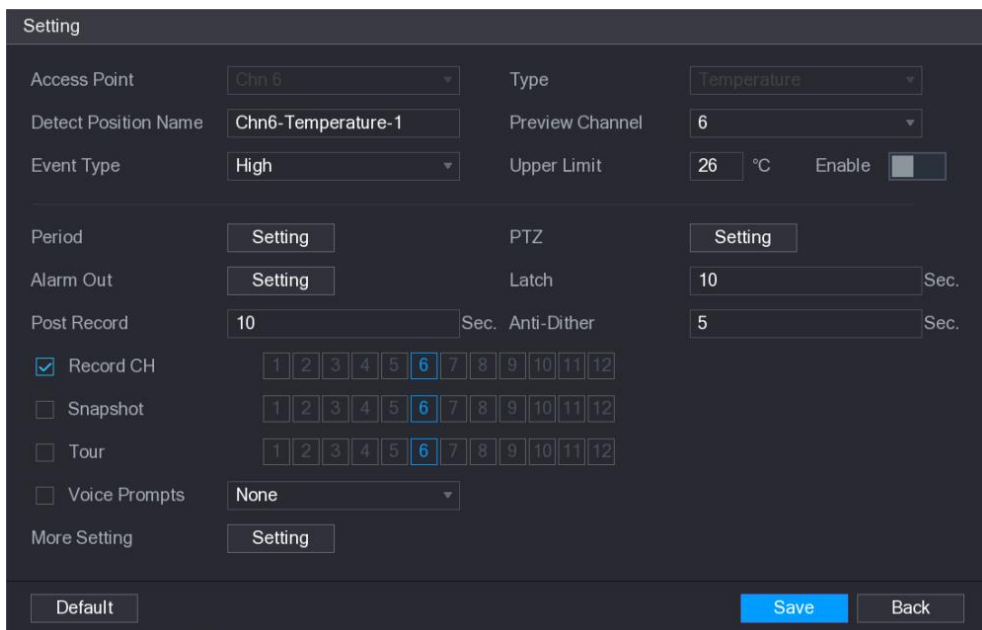 Setting
Access Point Chn 6 Type Temperature
Detect Position Name Chn6-Temperature-1 Preview Channel 6
Event Type High Upper Limit 26 °C Enable
Period Setting PTZ Setting
Alarm Out Setting Latch 10 Sec.
Post Record 10 Sec. Anti-Dither 5 Sec.
Record CH 1 2 3 4 5 6 7 8 9 10 11 12
Snapshot 1 2 3 4 5 6 7 8 9 10 11 12
Tour 1 2 3 4 5 6 7 8 9 10 11 12
Voice Prompts None
More Setting Setting
Default Save Back